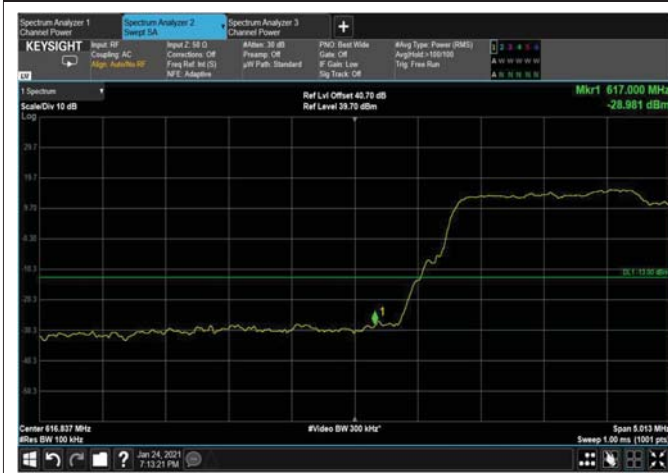 Spectrum Analyzer 1
Channel Power
Spectrum Analyzer 2
Swept SA
Spectrum Analyzer 3
Channel Power
+
KEYSIGHT
Input: RF
Coupling: AC
Align: Auto/No RF
Input Z: 50 Ω
Corrections: Off
Freq Ref: Int (S)
NFE: Adaptive
#Atten: 30 dB
Preamp: Off
µW Path: Standard
PNO: Best Wide
Gate: Off
IF Gain: Low
Sig Track: Off
#Avg Type: Power (RMS)
Avg|Hold:>100/100
Trig: Free Run
1 2 3 4 5 6
A W W W W W
A N N N N N
LV
1 Spectrum
Scale/Div 10 dB
Log
Ref Lvl Offset 40.70 dB
Ref Level 39.70 dBm
Mkr1 617.000 MHz
-28.981 dBm
29.7
19.7
9.70
-0.30
-10.3
-20.3
-30.3
-40.3
-50.3
DL1 -13.00 dBm
1
Center 616.837 MHz
#Res BW 100 kHz
#Video BW 300 kHz*
Span 5.013 MHz
Sweep 1.00 ms (1001 pts)
?
Jan 24, 2021
7:13:21 PM